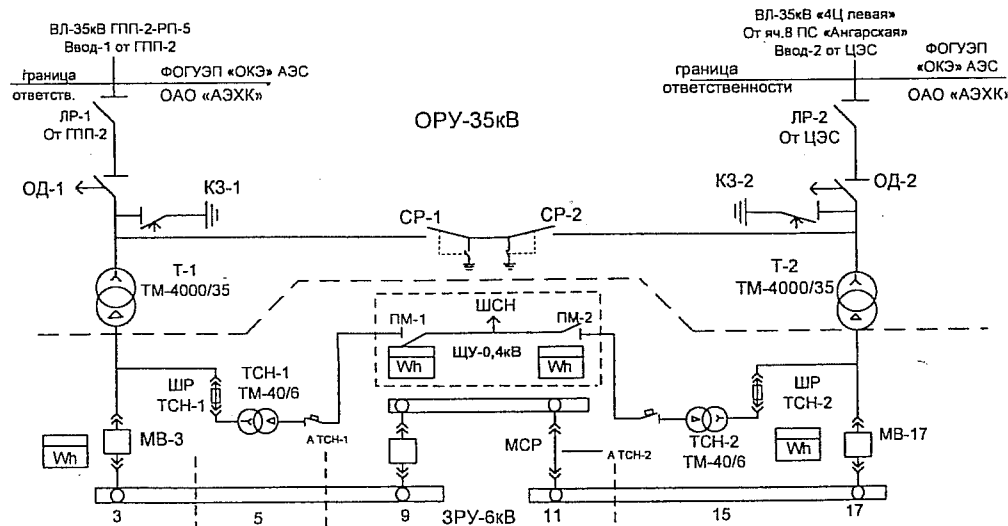 ВЛ-35кВ ГПП-2-РП-5
Ввод-1 от ГПП-2
ВЛ-35кВ «4Ц левая»
От яч.8 ПС «Ангарская»
Ввод-2 от ЦЭС
граница
ответств.
ФОГУЭП «ОКЭ» АЭС
ОАО «АЭХК»
граница
ответственности
ФОГУЭП
«ОКЭ» АЭС
ОАО «АЭХК»
ЛР-1
От ГПП-2
ОРУ-35кВ
ЛР-2
От ЦЭС
ОД-1
КЗ-1
КЗ-2
ОД-2
СР-1
СР-2
Т-1
ТМ-4000/35
Т-2
ТМ-4000/35
ШСН
ПМ-1
ПМ-2
ЩУ-0,4кВ
Wh
Wh
ШР
ТСН-1
ТСН-1
ТМ-40/6
ШР
ТСН-2
ТСН-2
ТМ-40/6
А ТСН-1
А ТСН-2
МВ-3
Wh
МСР
Wh
МВ-17
3
5
9
ЗРУ-6кВ
11
15
17